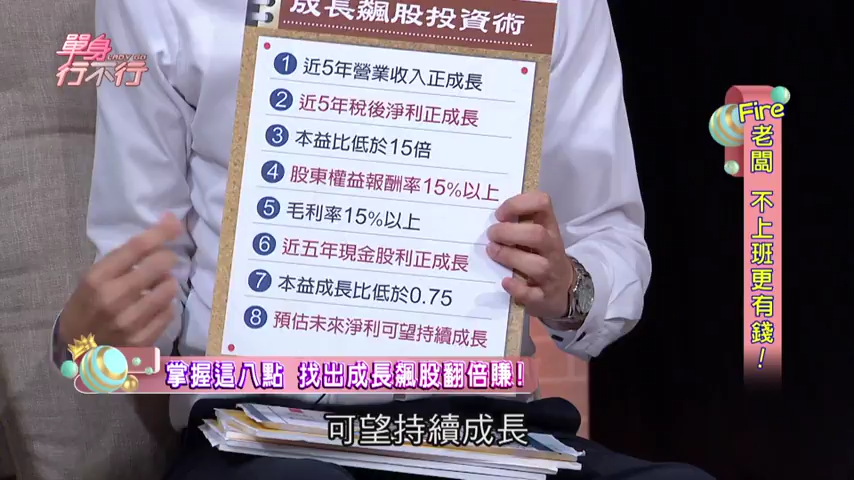 成長飆股投資術
單身
LADY GO
行不行
1 近5年營業收入正成長
2 近5年稅後淨利正成長
3 本益比低於15倍
4 股東權益報酬率15%以上
5 毛利率15%以上
6 近五年現金股利正成長
7 本益成長比低於0.75
8 預估未來淨利可望持續成長
Fire老闆 不上班更有錢！
掌握這八點 找出成長飆股翻倍賺！
可望持續成長